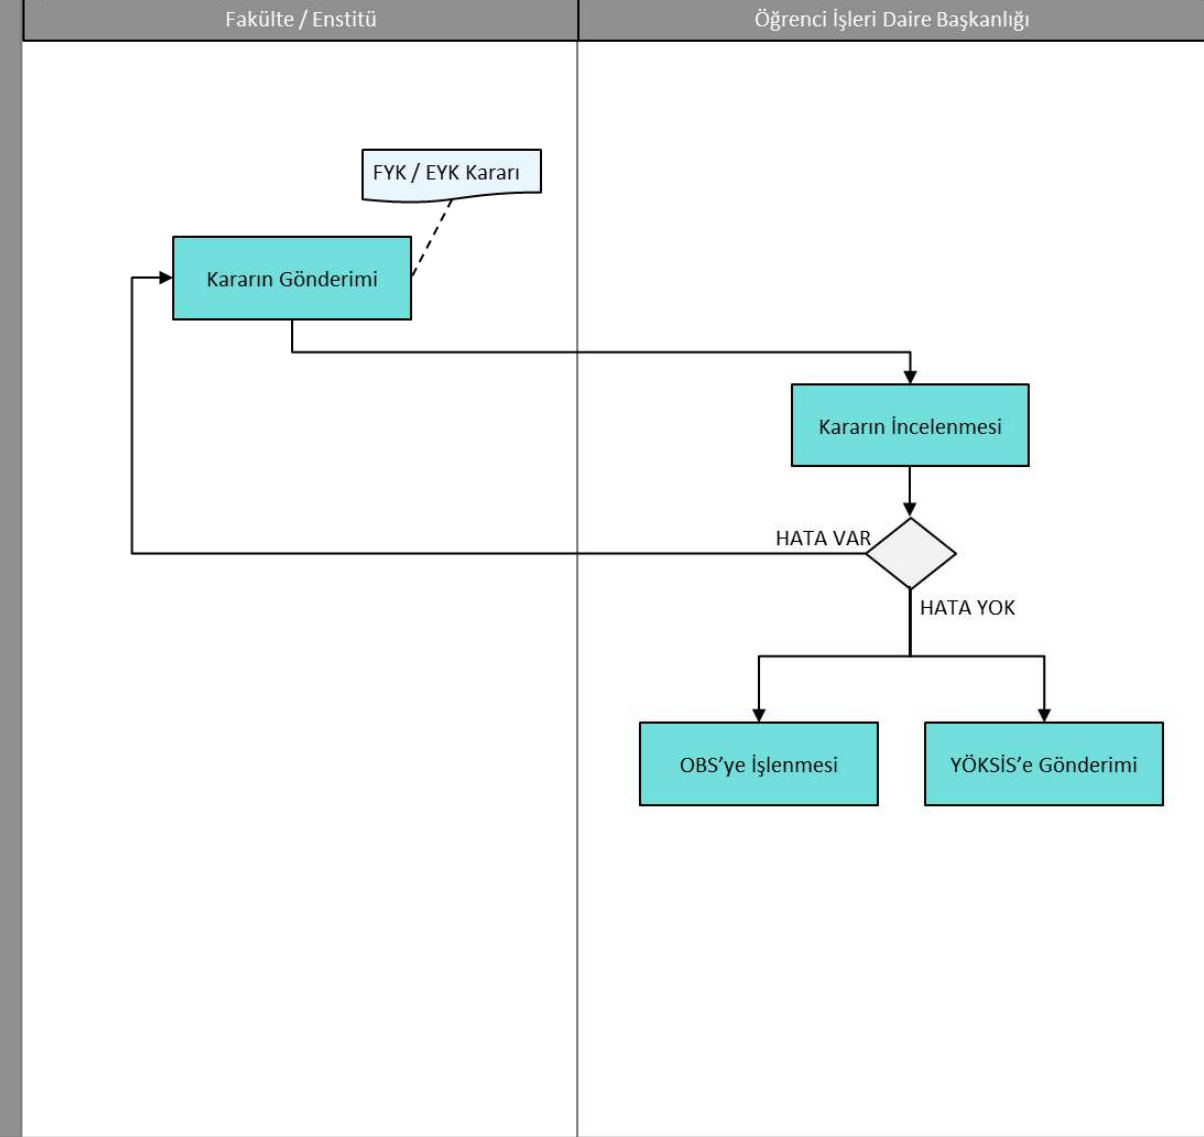 Fakülte / Enstitü
Öğrenci İşleri Daire Başkanlığı
FYK / EYK Kararı
Kararın Gönderimi
Kararın İncelenmesi
HATA VAR
HATA YOK
OBS’ye İşlenmesi
YÖKSİS’e Gönderimi